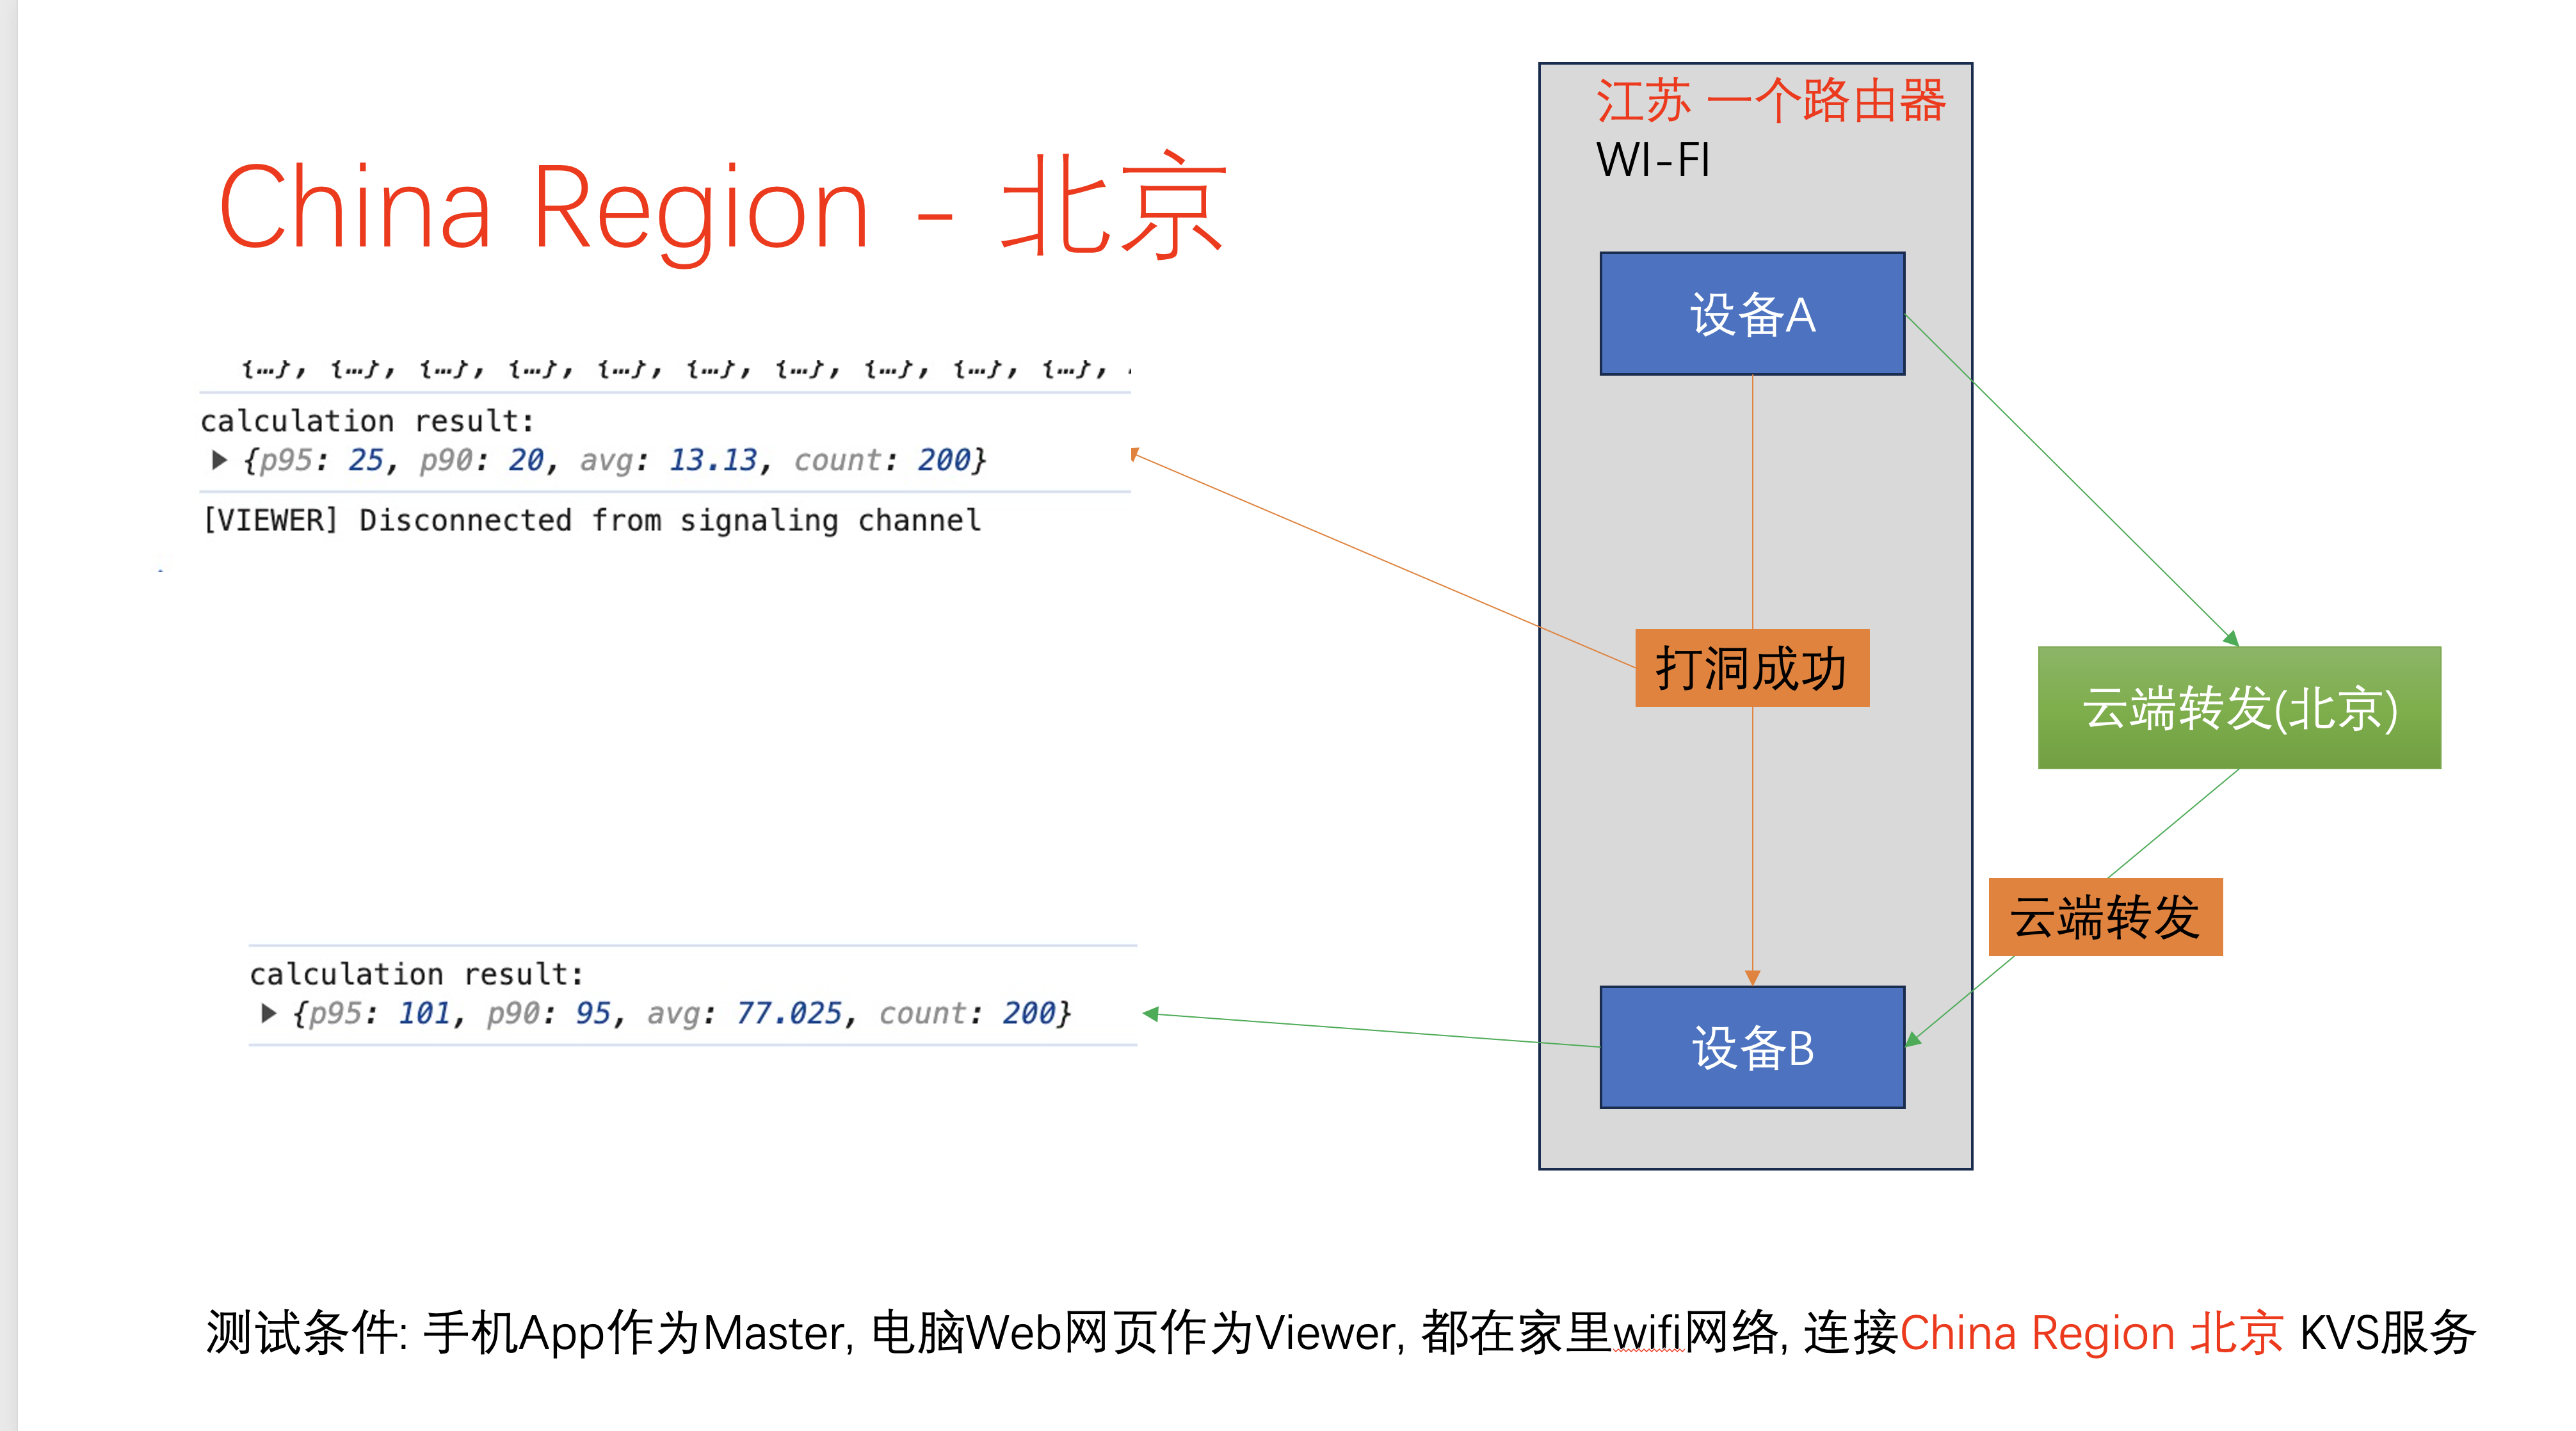 China Region - 北京
{…}, {…}, {…}, {…}, {…}, {…}, {…}, {…}, {…}, {…},
calculation result:
▶ {p95: 25, p90: 20, avg: 13.13, count: 200}
[VIEWER] Disconnected from signaling channel
calculation result:
▶ {p95: 101, p90: 95, avg: 77.025, count: 200}
江苏 一个路由器
WI-FI
设备A
打洞成功
云端转发(北京)
云端转发
设备B
测试条件: 手机App作为Master, 电脑Web网页作为Viewer, 都在家里wifi网络, 连接China Region 北京 KVS服务